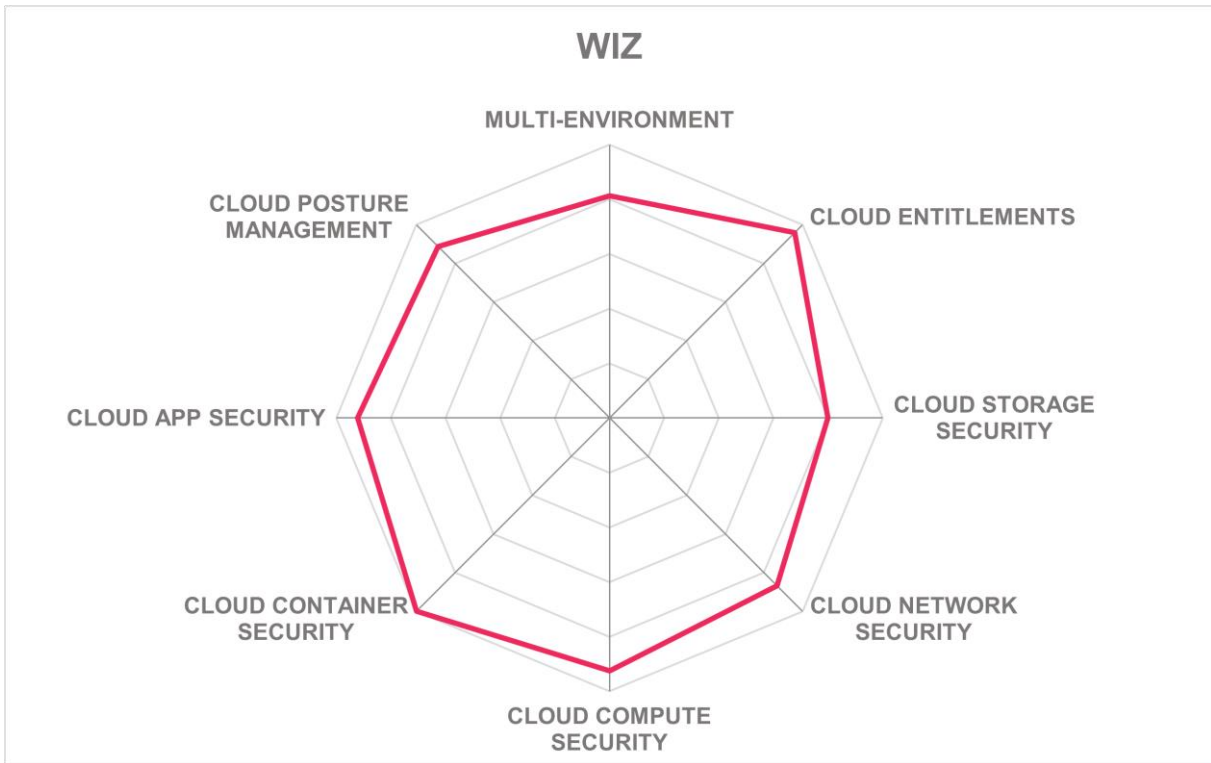 WIZ
MULTI-ENVIRONMENT
CLOUD ENTITLEMENTS
CLOUD STORAGE
SECURITY
CLOUD NETWORK
SECURITY
CLOUD COMPUTE
SECURITY
CLOUD CONTAINER
SECURITY
CLOUD APP SECURITY
CLOUD POSTURE
MANAGEMENT